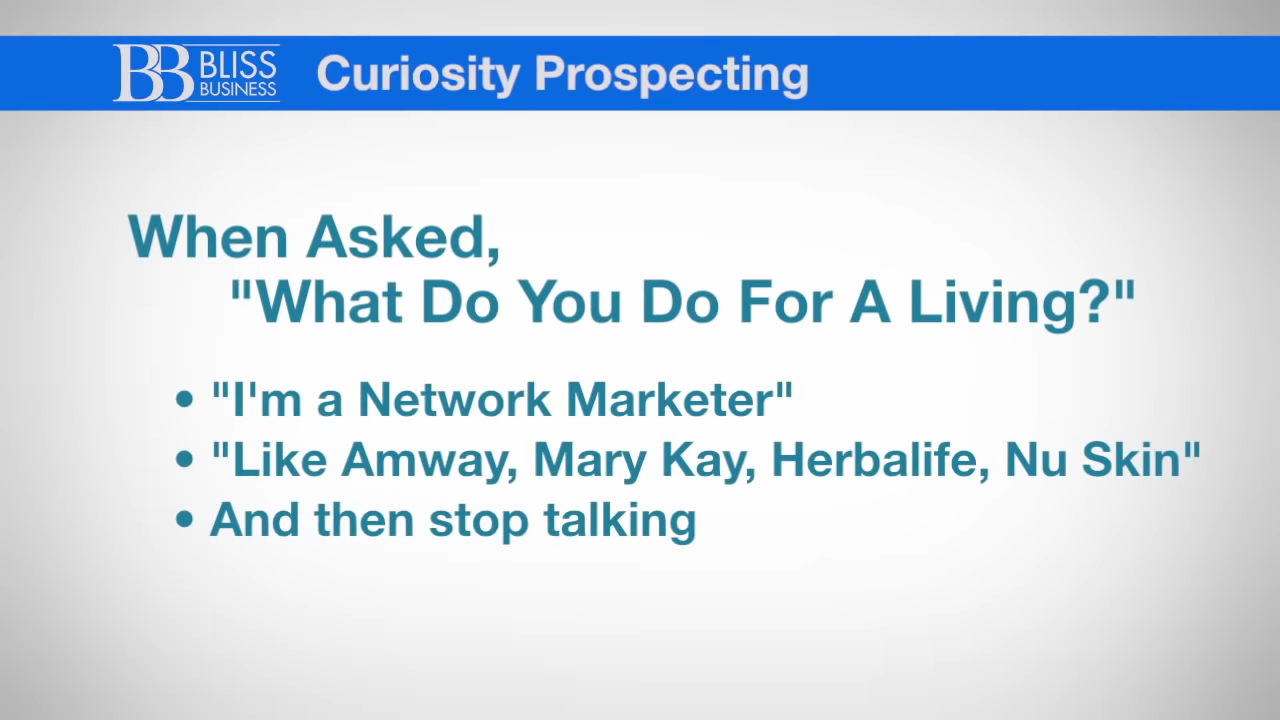 BB BLISS BUSINESS
Curiosity Prospecting
When Asked,
"What Do You Do For A Living?"
• "I'm a Network Marketer"
• "Like Amway, Mary Kay, Herbalife, Nu Skin"
• And then stop talking